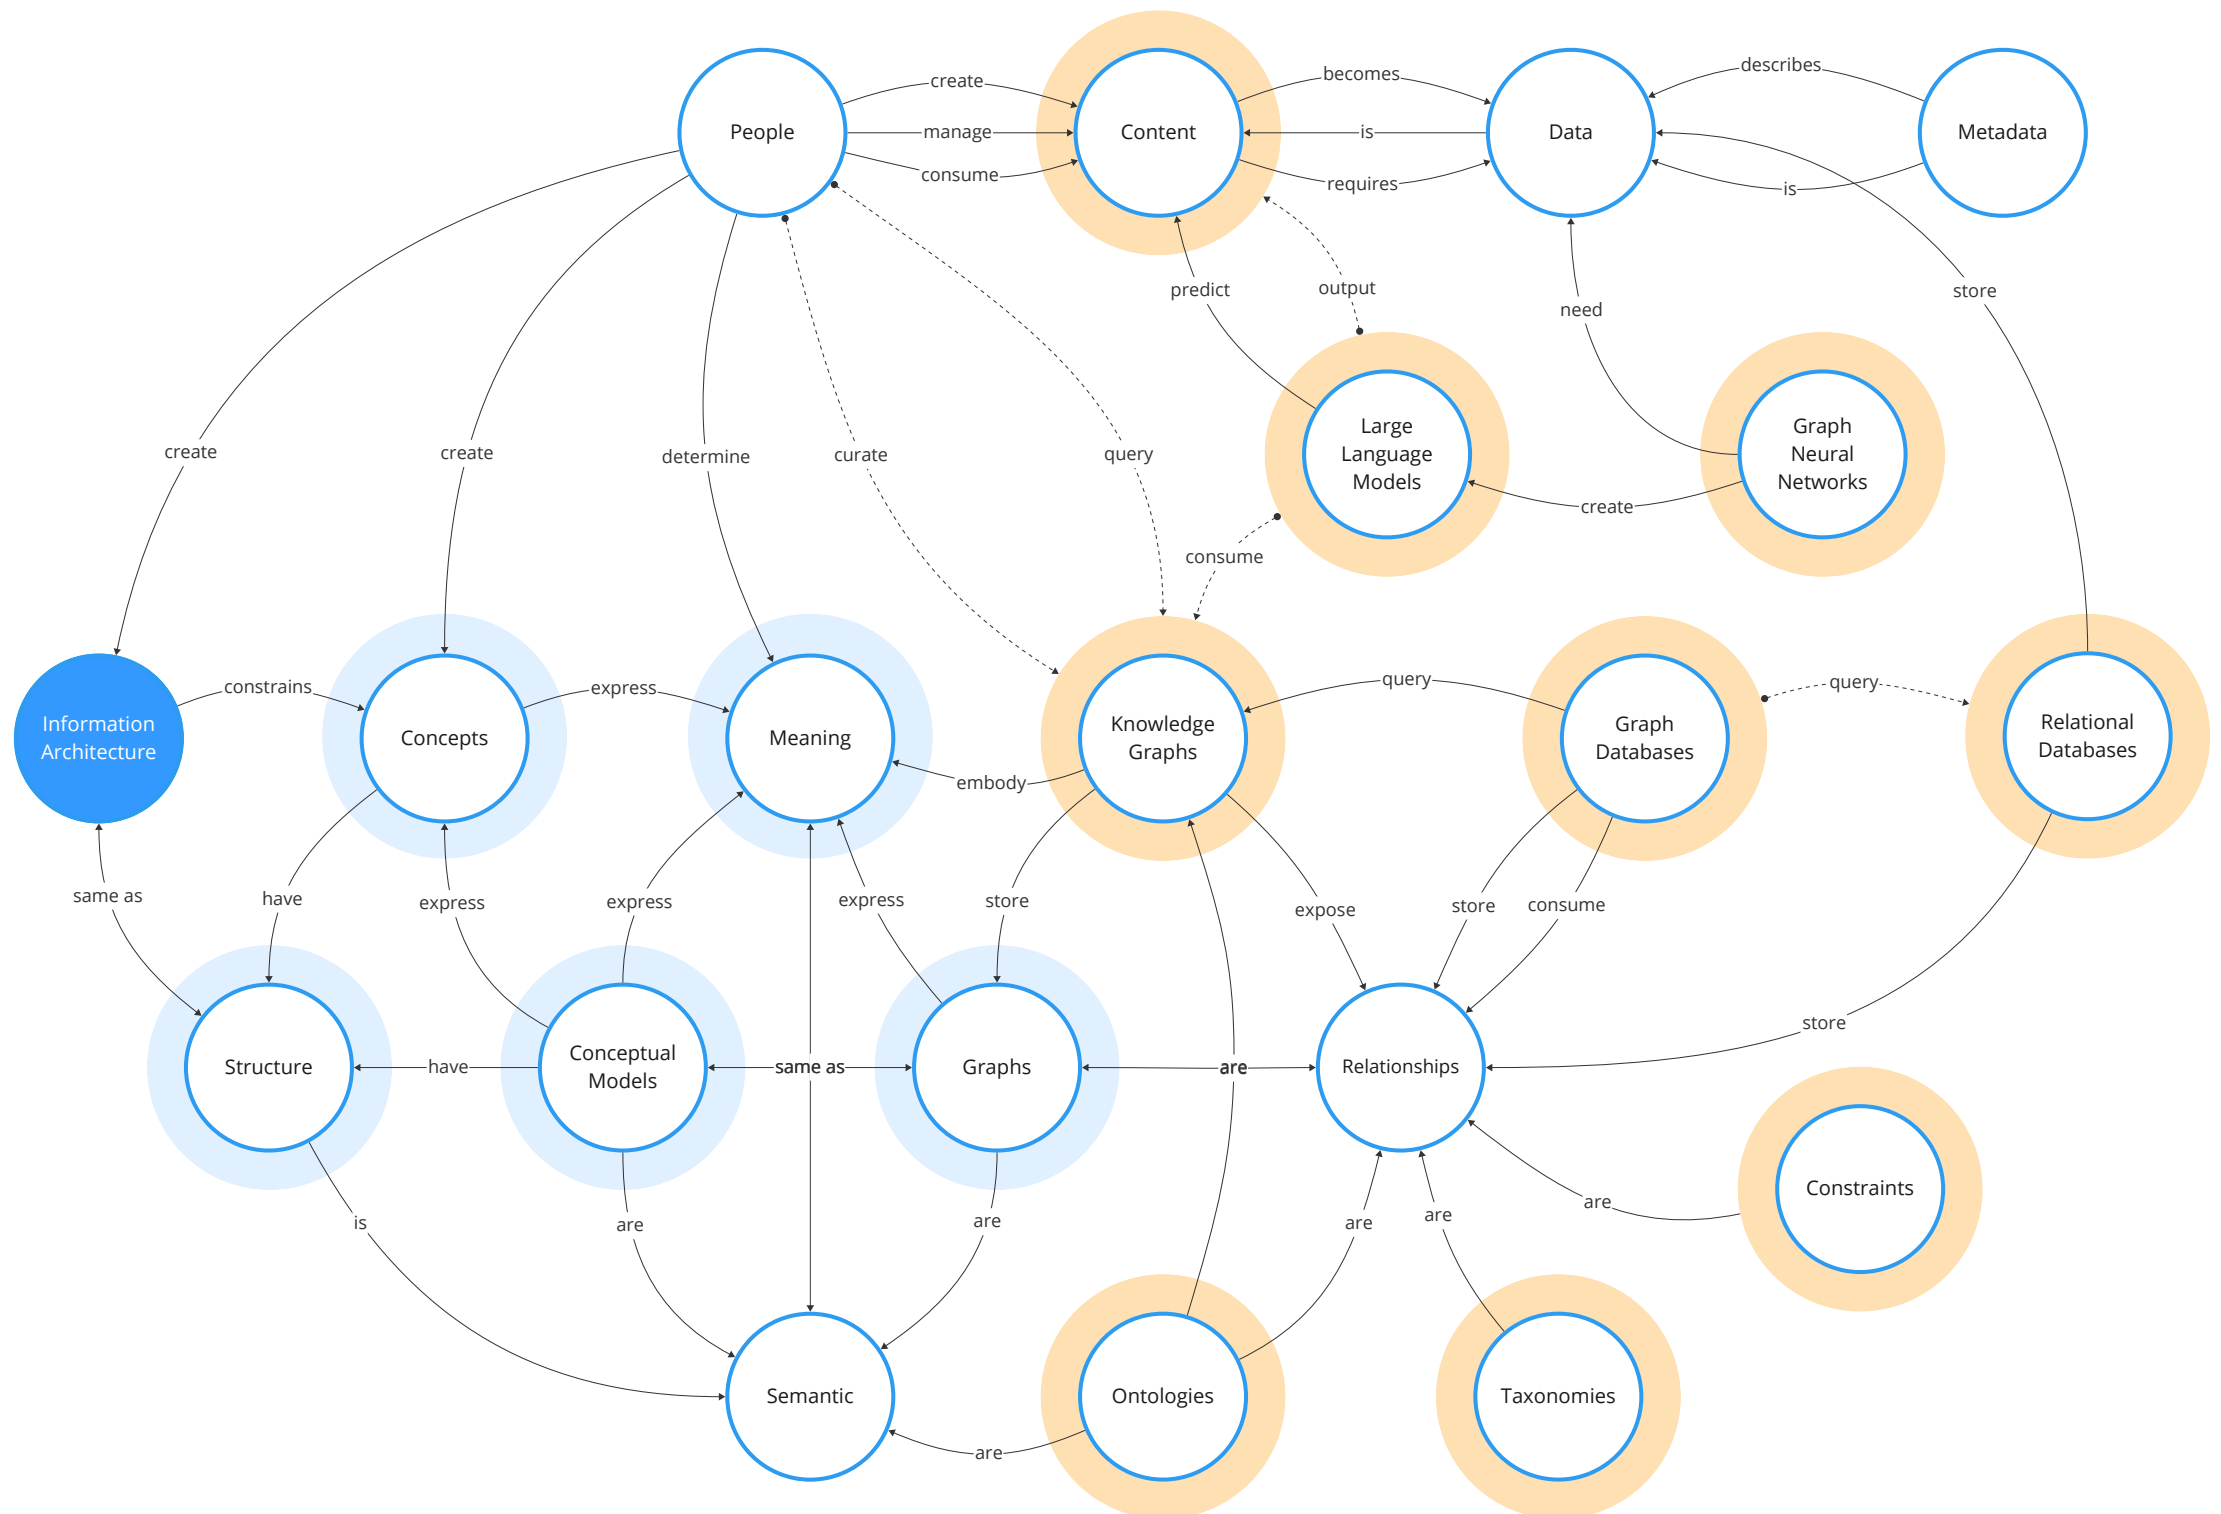 describes
becomes
create
People
manage
Content
is
Data
Metadata
consume
requires
is
predict
output
need
store
create
create
determine
curate
query
Large
Language
Models
Graph
Neural
Networks
create
consume
constrains
express
query
query
Information
Architecture
Concepts
Meaning
Knowledge
Graphs
Graph
Databases
Relational
Databases
embody
same as
have
express
express
express
store
expose
store
consume
store
Structure
have
Conceptual
Models
same as
Graphs
are
Relationships
is
are
are
are
are
are
Constraints
Semantic
Ontologies
Taxonomies
are